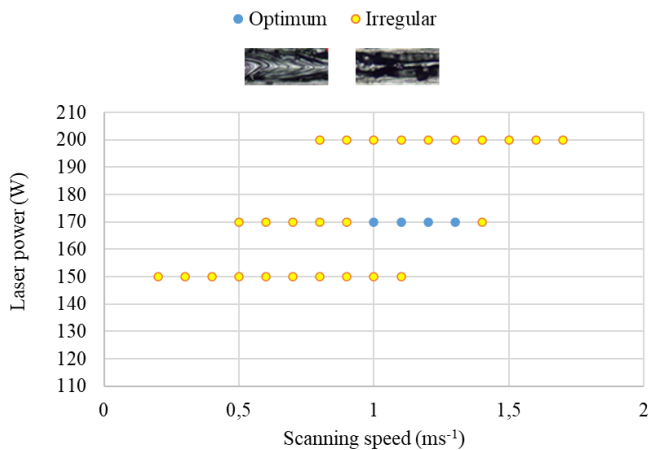 Optimum Irregular
210
200
190
180
170
160
150
140
130
120
110
Laser power (W)
0 0,5 1 1,5 2
Scanning speed (ms⁻¹)